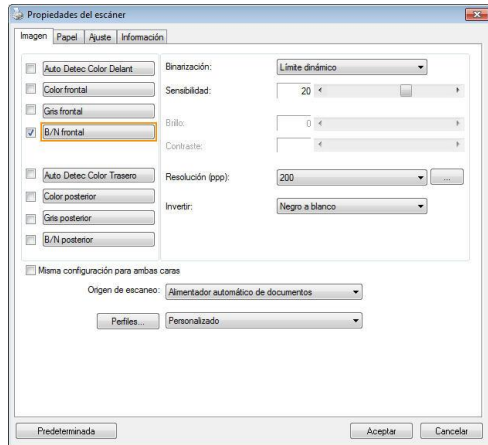 Propiedades del escáner
Imagen Papel Ajuste Información
Auto Detec Color Delant
Color frontal
Gris frontal
B/N frontal
Auto Detec Color Trasero
Color posterior
Gris posterior
B/N posterior
Binarización: Límite dinámico
Sensibilidad: 20
Brillo: 0
Contraste:
Resolución (ppp): 200 ...
Invertir: Negro a blanco
Misma configuración para ambas caras
Origen de escaneo: Alimentador automático de documentos
Perfiles... Personalizado
Predeterminada Aceptar Cancelar